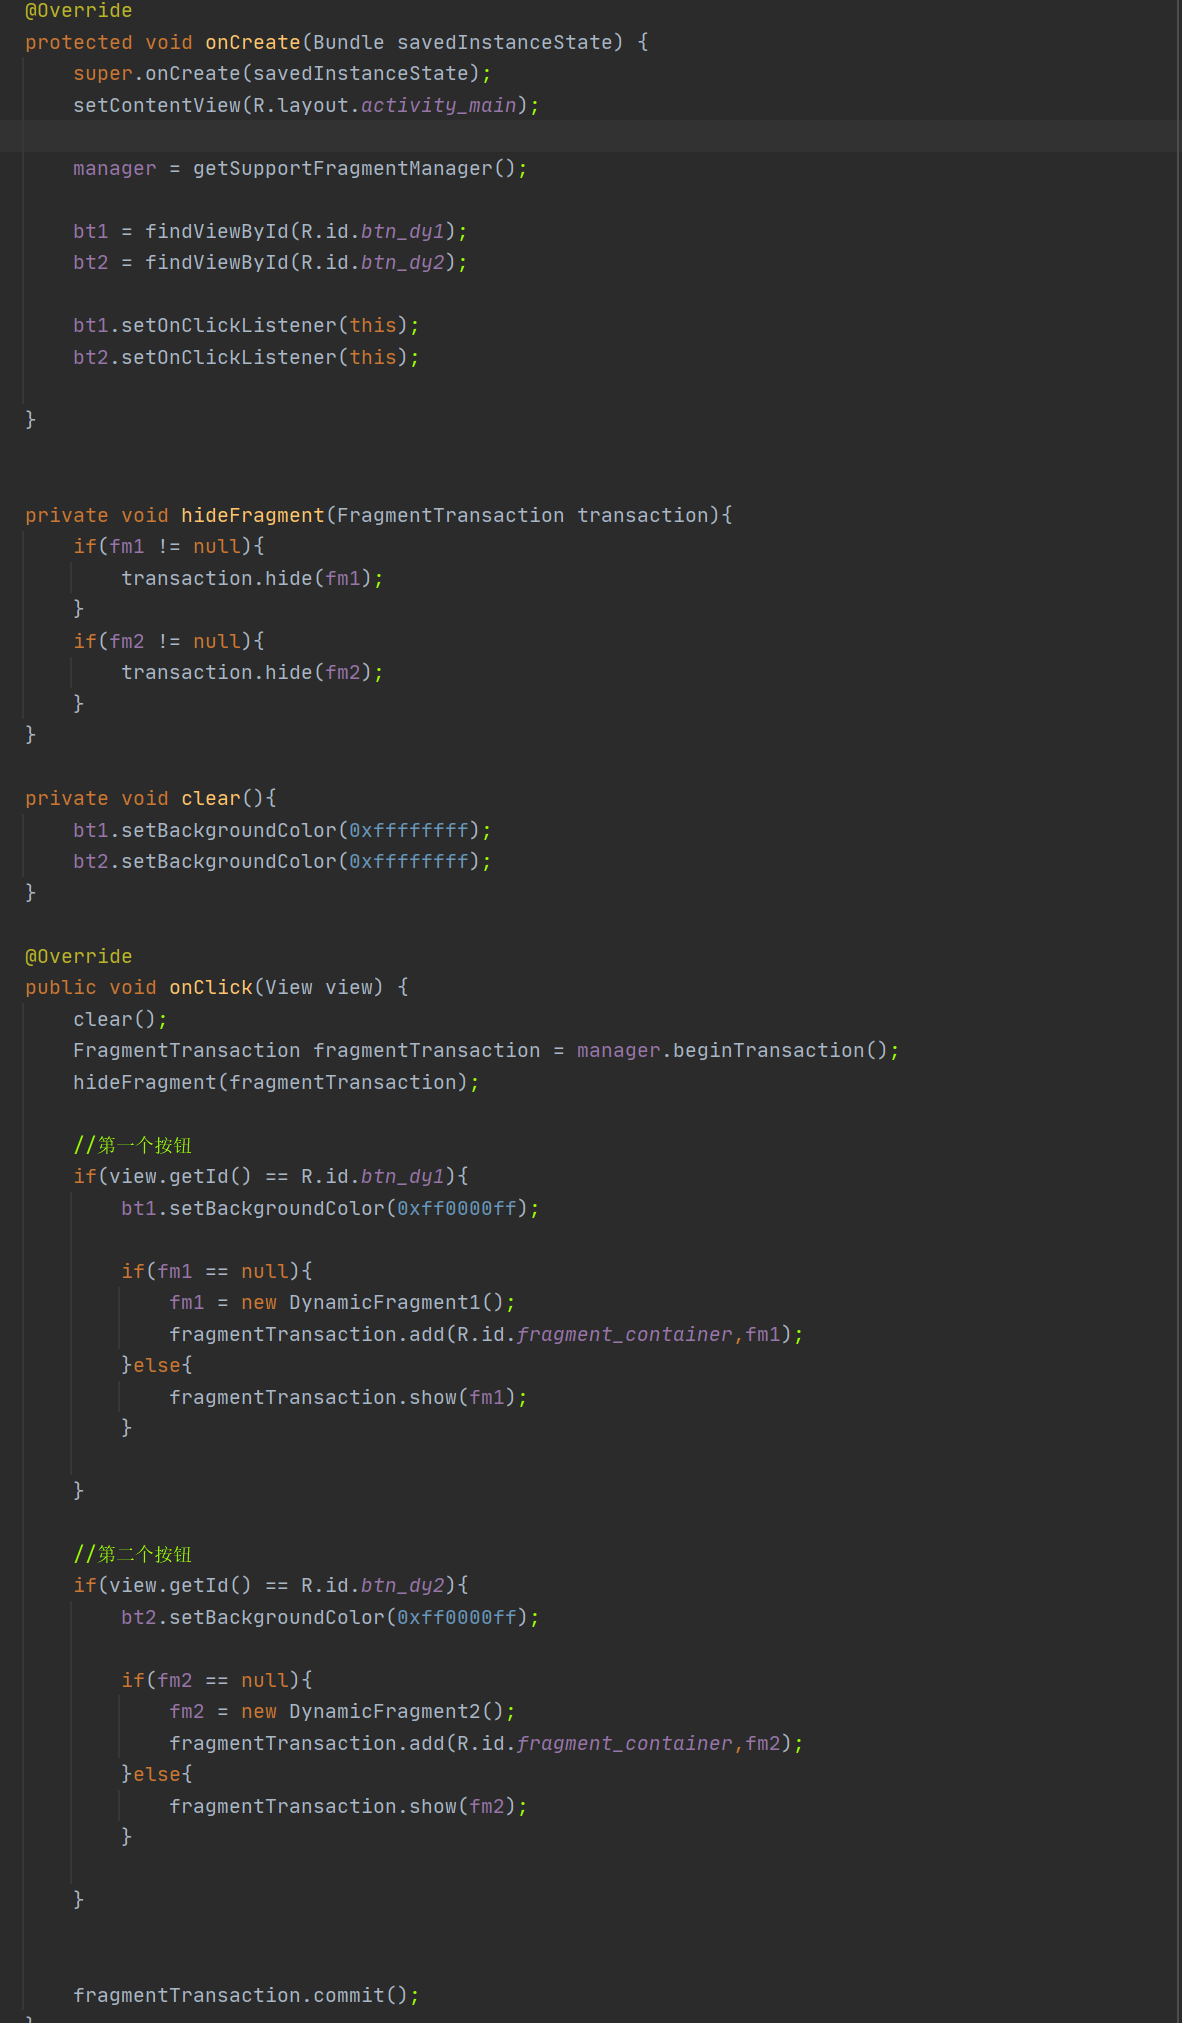 @Override
protected void onCreate(Bundle savedInstanceState) {
super.onCreate(savedInstanceState);
setContentView(R.layout.activity_main);
manager = getSupportFragmentManager();
bt1 = findViewById(R.id.btn_dy1);
bt2 = findViewById(R.id.btn_dy2);
bt1.setOnClickListener(this);
bt2.setOnClickListener(this);
}
private void hideFragment(FragmentTransaction transaction){
if(fm1 != null){
transaction.hide(fm1);
}
if(fm2 != null){
transaction.hide(fm2);
}
}
private void clear(){
bt1.setBackgroundColor(0xffffffff);
bt2.setBackgroundColor(0xffffffff);
}
@Override
public void onClick(View view) {
clear();
FragmentTransaction fragmentTransaction = manager.beginTransaction();
hideFragment(fragmentTransaction);
//第一个按钮
if(view.getId() == R.id.btn_dy1){
bt1.setBackgroundColor(0xff0000ff);
if(fm1 == null){
fm1 = new DynamicFragment1();
fragmentTransaction.add(R.id.fragment_container,fm1);
}else{
fragmentTransaction.show(fm1);
}
}
//第二个按钮
if(view.getId() == R.id.btn_dy2){
bt2.setBackgroundColor(0xff0000ff);
if(fm2 == null){
fm2 = new DynamicFragment2();
fragmentTransaction.add(R.id.fragment_container,fm2);
}else{
fragmentTransaction.show(fm2);
}
}
fragmentTransaction.commit();